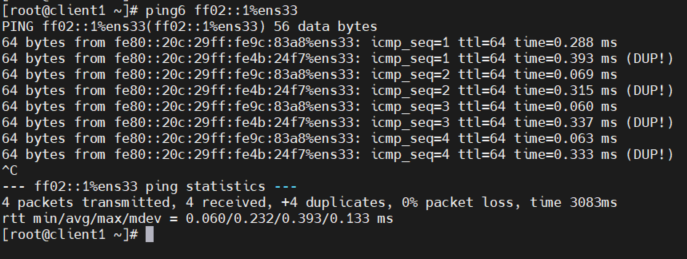 [root@client1 ~]# ping6 ff02::1%ens33
PING ff02::1%ens33(ff02::1%ens33) 56 data bytes
64 bytes from fe80::20c:29ff:fe9c:83a8%ens33: icmp_seq=1 ttl=64 time=0.288 ms
64 bytes from fe80::20c:29ff:fe4b:24f7%ens33: icmp_seq=1 ttl=64 time=0.393 ms (DUP!)
64 bytes from fe80::20c:29ff:fe9c:83a8%ens33: icmp_seq=2 ttl=64 time=0.069 ms
64 bytes from fe80::20c:29ff:fe4b:24f7%ens33: icmp_seq=2 ttl=64 time=0.315 ms (DUP!)
64 bytes from fe80::20c:29ff:fe9c:83a8%ens33: icmp_seq=3 ttl=64 time=0.060 ms
64 bytes from fe80::20c:29ff:fe4b:24f7%ens33: icmp_seq=3 ttl=64 time=0.337 ms (DUP!)
64 bytes from fe80::20c:29ff:fe9c:83a8%ens33: icmp_seq=4 ttl=64 time=0.063 ms
64 bytes from fe80::20c:29ff:fe4b:24f7%ens33: icmp_seq=4 ttl=64 time=0.333 ms (DUP!)
^C
--- ff02::1%ens33 ping statistics ---
4 packets transmitted, 4 received, +4 duplicates, 0% packet loss, time 3083ms
rtt min/avg/max/mdev = 0.060/0.232/0.393/0.133 ms
[root@client1 ~]#